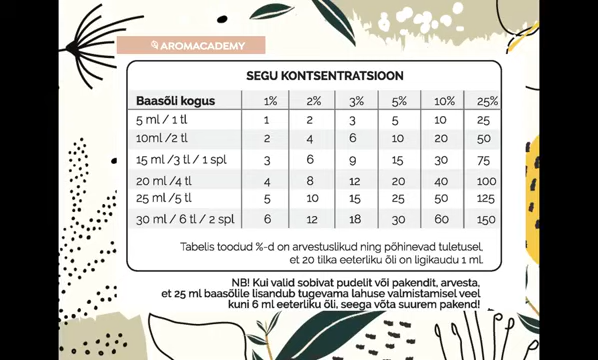 AROMACADEMY
SEGU KONTSENTRATSIOON
Baasõli kogus 1% 2% 3% 5% 10% 25%
5 ml / 1 tl 1 2 3 5 10 25
10ml /2 tl 2 4 6 10 20 50
15 ml /3 tl / 1 spl 3 6 9 15 30 75
20 ml /4 tl 4 8 12 20 40 100
25 ml /5 tl 5 10 15 25 50 125
30 ml / 6 tl / 2 spl 6 12 18 30 60 150
Tabelis toodud %-d on arvestuslikud ning põhinevad tuletusel,
et 20 tilka eeterliku õli on ligikaudu 1 ml.
NB! Kui valid sobivat pudelit või pakendit, arvesta,
et 25 ml baasõlile lisandub tugevama lahuse valmistamisel veel
kuni 6 ml eeterliku õli, seega võta suurem pakend!